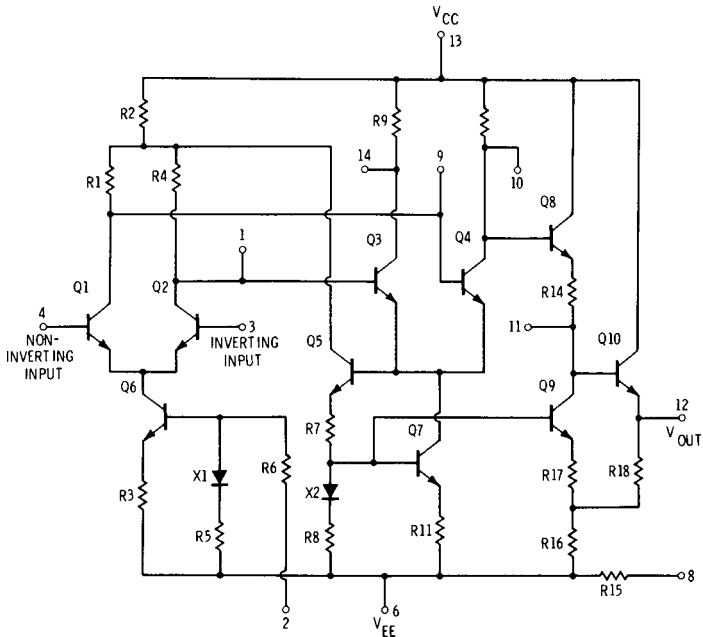 VCC
13
R2
R9
14
9
10
R1
R4
Q8
1
Q3
Q4
Q1
Q2
R14
4
3
NON-
INVERTING
INPUT
INVERTING
INPUT
Q5
11
Q10
Q6
Q9
12
VOUT
R7
Q7
X1
R6
X2
R17
R18
R3
R5
R8
R11
R16
R15
8
2
VEE
6